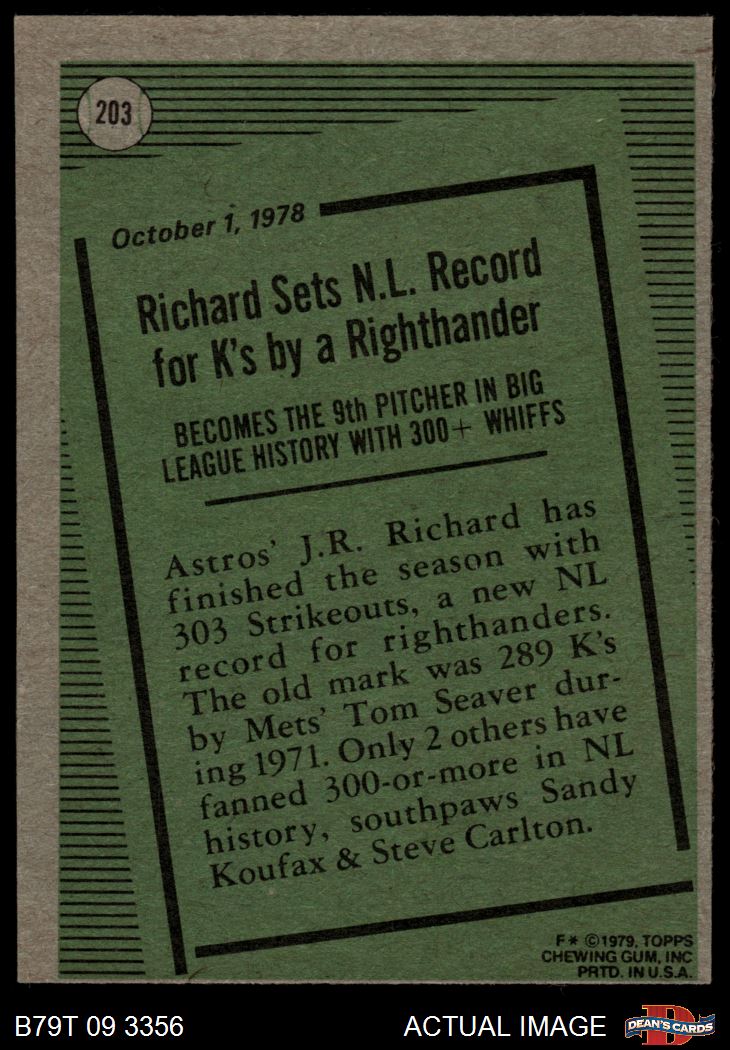 203
October 1, 1978
Richard Sets N.L. Record
for K's by a Righthander
BECOMES THE 9th PITCHER IN BIG
LEAGUE HISTORY WITH 300+ WHIFFS
Astros' J.R. Richard has
finished the season with
303 Strikeouts, a new NL
record for righthanders.
The old mark was 289 K's
by Mets' Tom Seaver dur-
ing 1971. Only 2 others have
fanned 300-or-more in NL
history, southpaws Sandy
Koufax & Steve Carlton.
F* ©1979, TOPPS
CHEWING GUM, INC
PRTD. IN U.S.A.
B79T 09 3356
ACTUAL IMAGE
D
DEAN'S CARDS